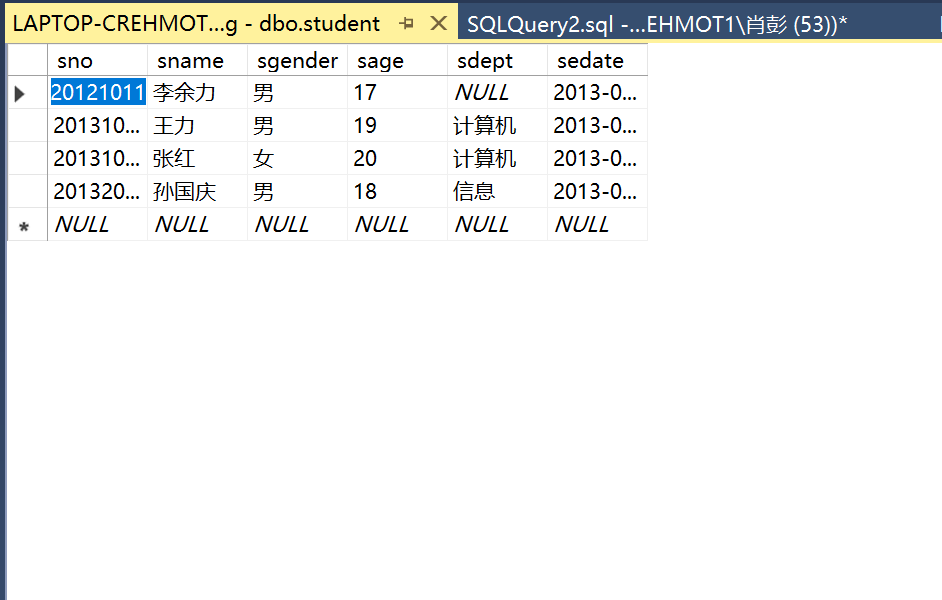 LAPTOP-CREHMOT...g - dbo.student SQLQuery2.sql -...EHMOT1\肖彭 (53))*
sno sname sgender sage sdept sedate
20121011 李余力 男 17 NULL 2013-0...
201310... 王力 男 19 计算机 2013-0...
201310... 张红 女 20 计算机 2013-0...
201320... 孙国庆 男 18 信息 2013-0...
* NULL NULL NULL NULL NULL NULL